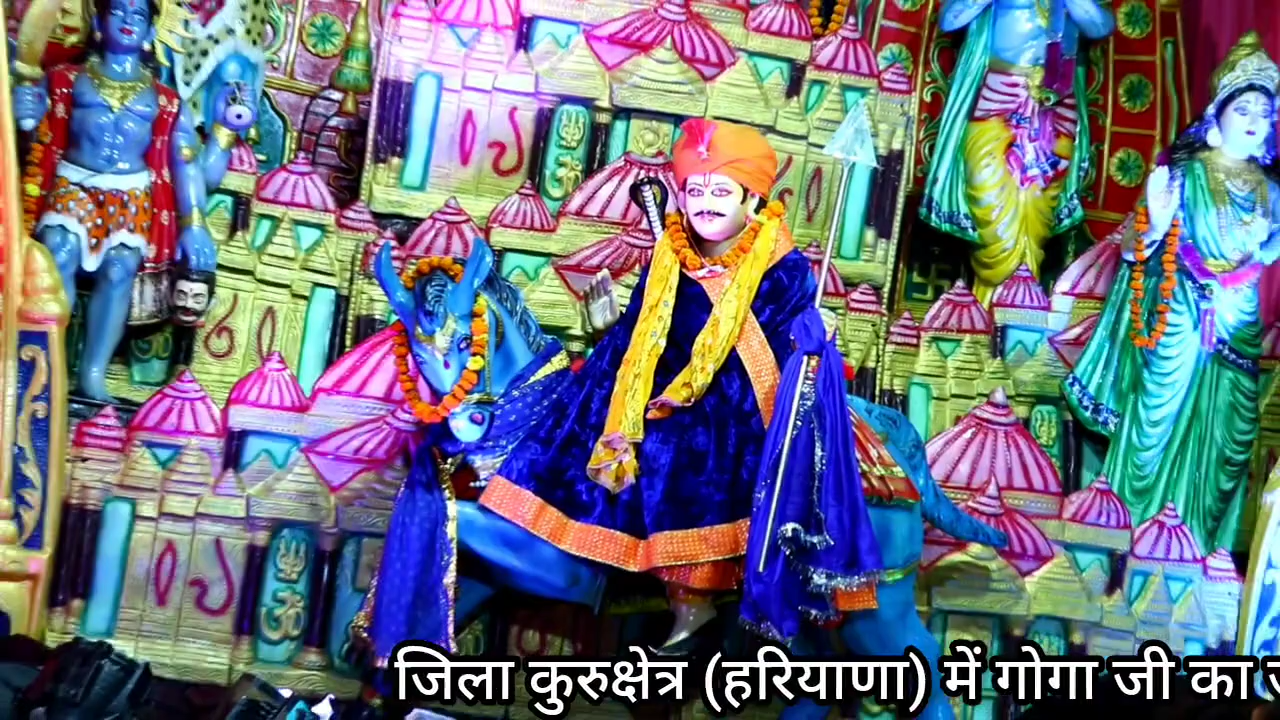 जिला कुरुक्षेत्र (हरियाणा) में गोगा जी का